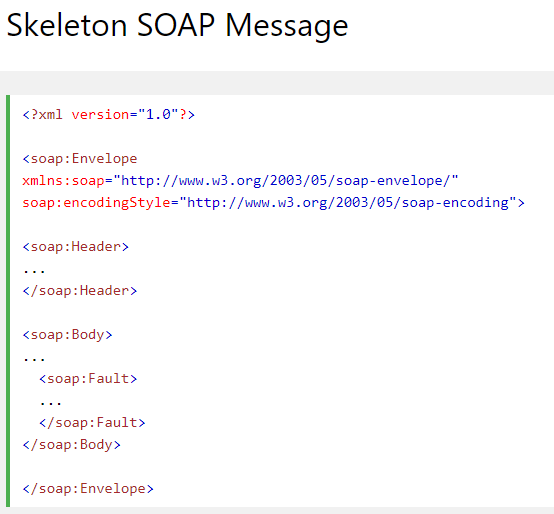 Skeleton SOAP Message
<?xml version="1.0"?>
<soap:Envelope
xmlns:soap="http://www.w3.org/2003/05/soap-envelope/"
soap:encodingStyle="http://www.w3.org/2003/05/soap-encoding">
<soap:Header>
...
</soap:Header>
<soap:Body>
...
<soap:Fault>
...
</soap:Fault>
</soap:Body>
</soap:Envelope>